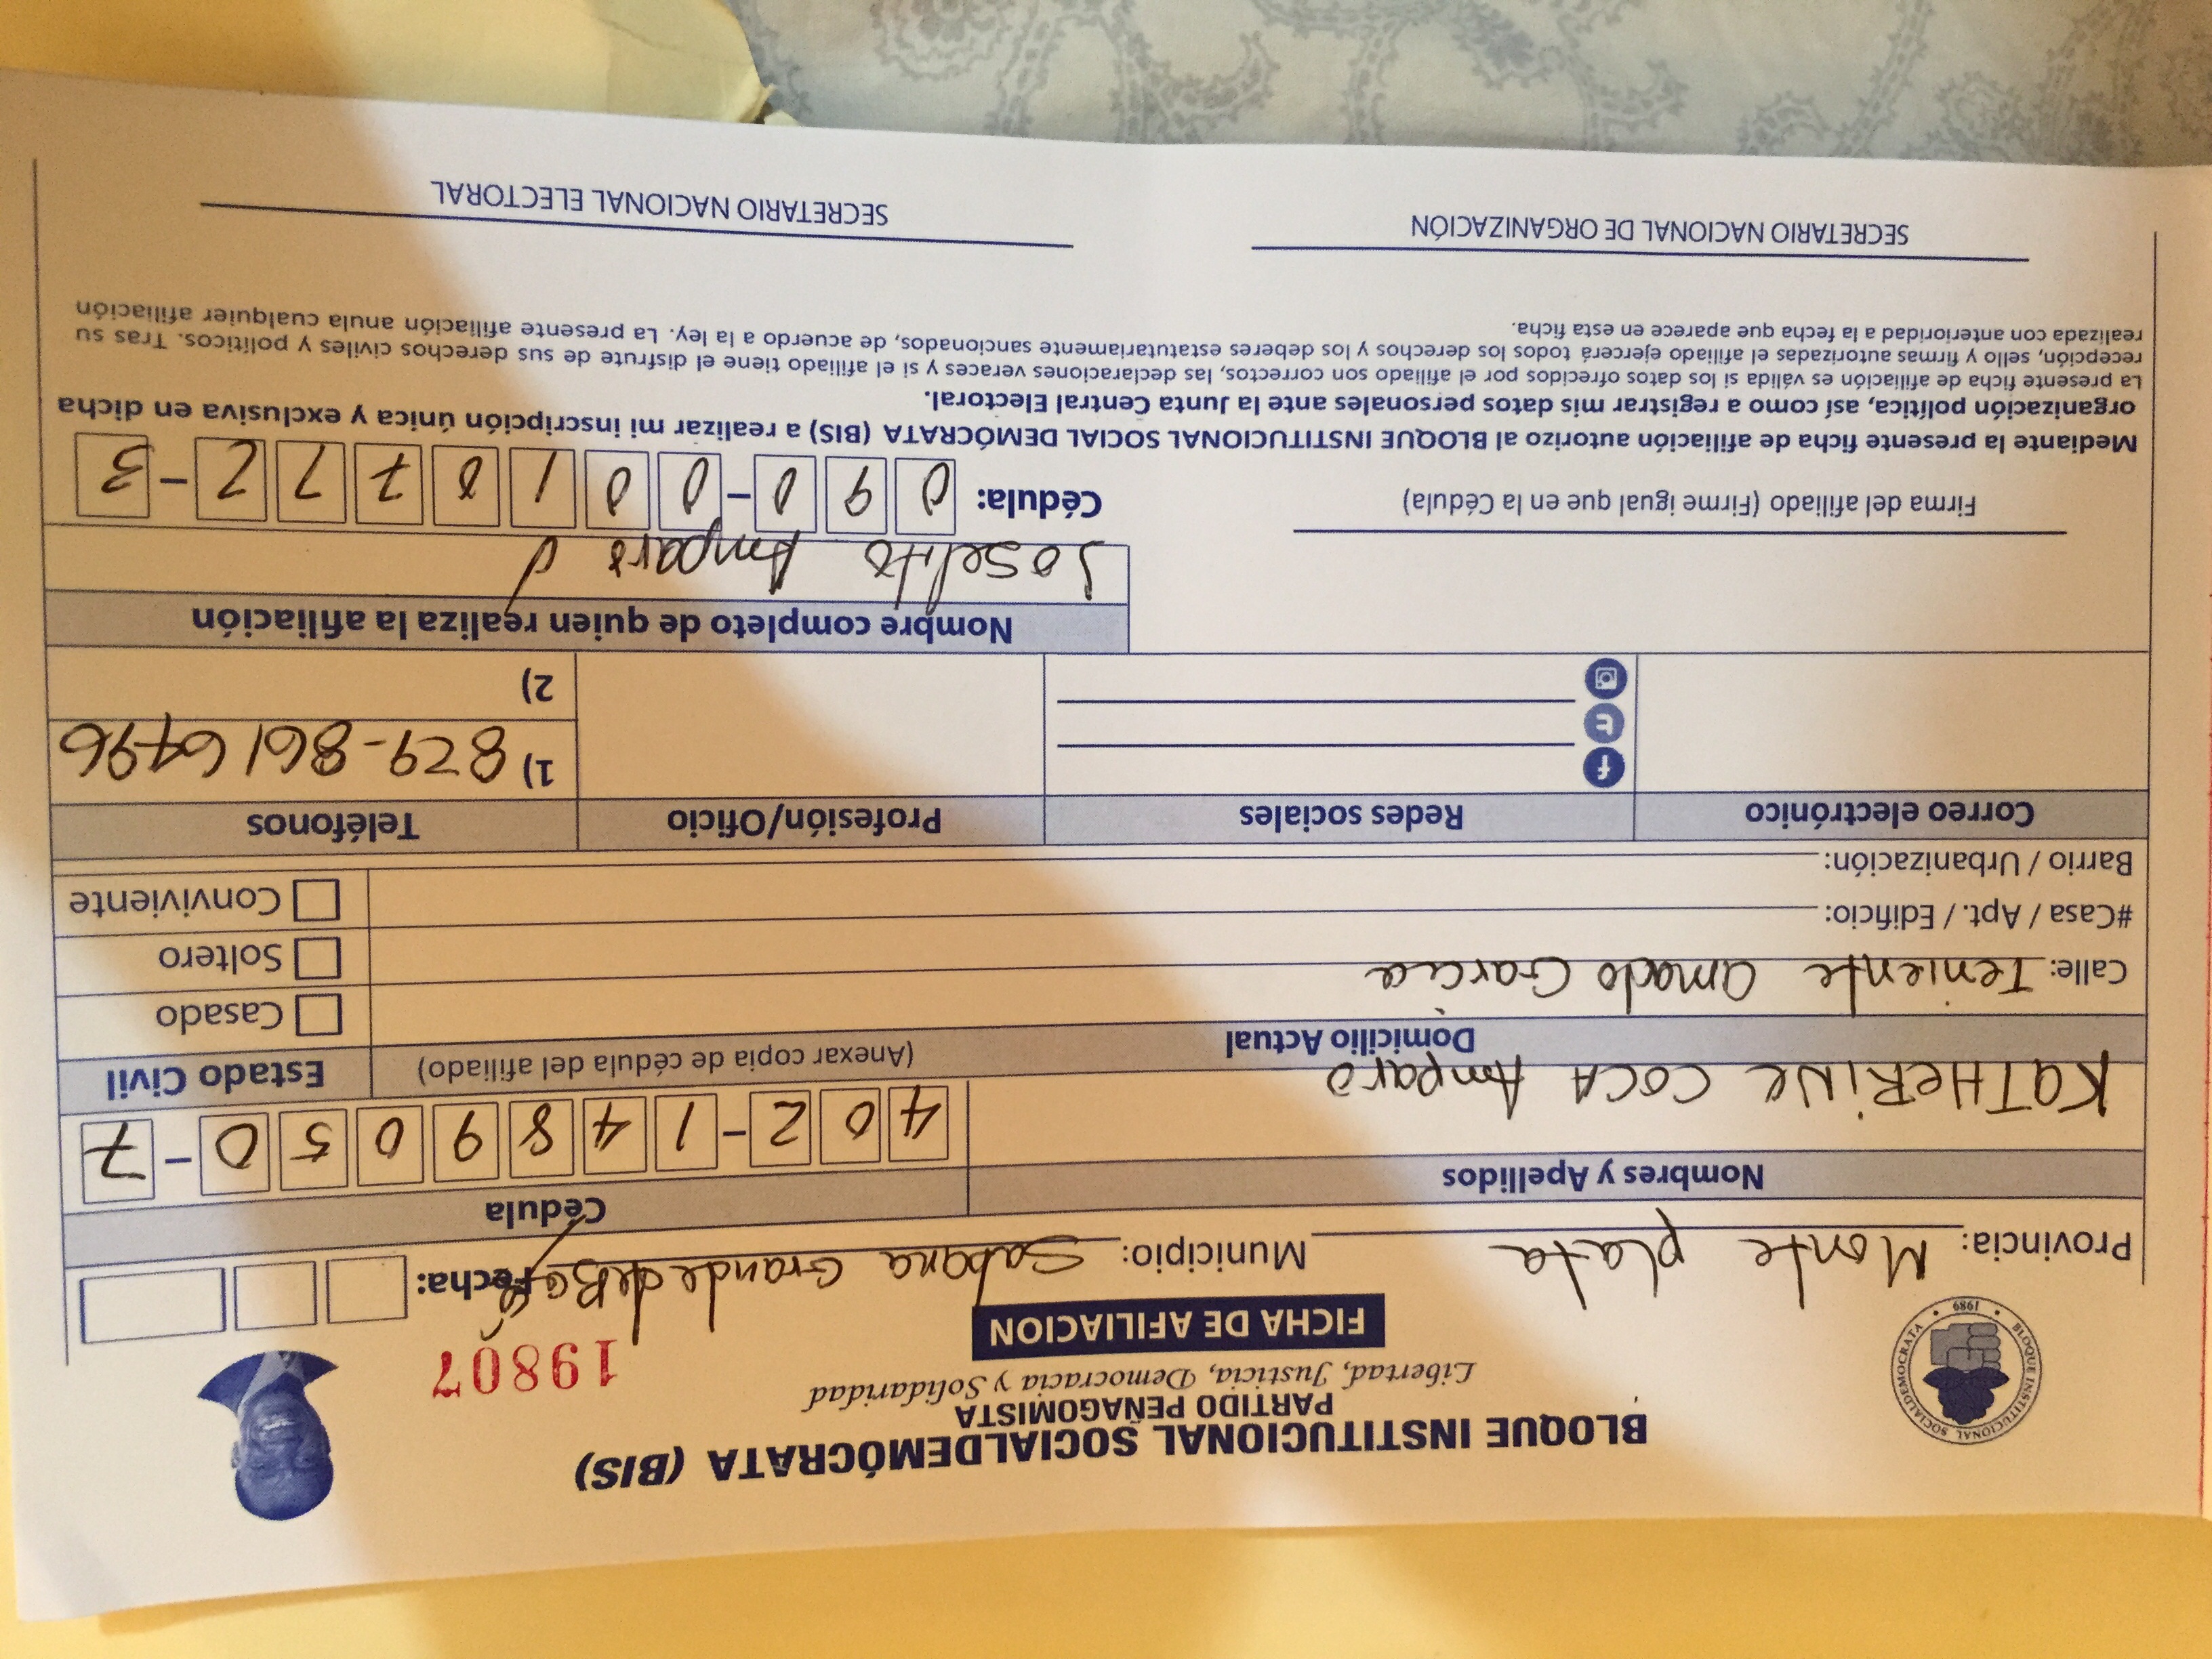 BLOQUE INSTITUCIONAL SOCIALDEMÓCRATA (BIS)
PARTIDO PEÑAGOMISTA
Libertad, Justicia, Democracia y Solidaridad
BLOQUE INSTITUCIONAL SOCIALDEMOCRATA
1989
19807
FICHA DE AFILIACION
Provincia: Monte plata Municipio: Sabana Grande de Boyá Fecha:
Nombres y Apellidos Cédula
KATHERINE COCA Amparo 402-1489050-7
Domicilio Actual (Anexar copia de cédula del afiliado) Estado Civil
Calle: Teniente amado Garcia Casado
#Casa / Apt. / Edificio: Soltero
Barrio / Urbanización: Conviviente
Correo electrónico Redes sociales Profesión/Oficio Teléfonos
1) 829-861 6496
2)
Nombre completo de quien realiza la afiliación
Joselito Amparo
Firma del afiliado (Firme igual que en la Cédula) Cédula: 090-0018772-3
Mediante la presente ficha de afiliación autorizo al BLOQUE INSTITUCIONAL SOCIAL DEMÓCRATA (BIS) a realizar mi inscripción única y exclusiva en dicha
organización política, así como a registrar mis datos personales ante la Junta Central Electoral.
La presente ficha de afiliación es válida si los datos ofrecidos por el afiliado son correctos, las declaraciones veraces y si el afiliado tiene el disfrute de sus derechos civiles y políticos. Tras su
recepción, sello y firmas autorizadas el afiliado ejercerá todos los derechos y los deberes estatutariamente sancionados, de acuerdo a la ley. La presente afiliación anula cualquier afiliación
realizada con anterioridad a la fecha que aparece en esta ficha.
SECRETARIO NACIONAL DE ORGANIZACIÓN SECRETARIO NACIONAL ELECTORAL